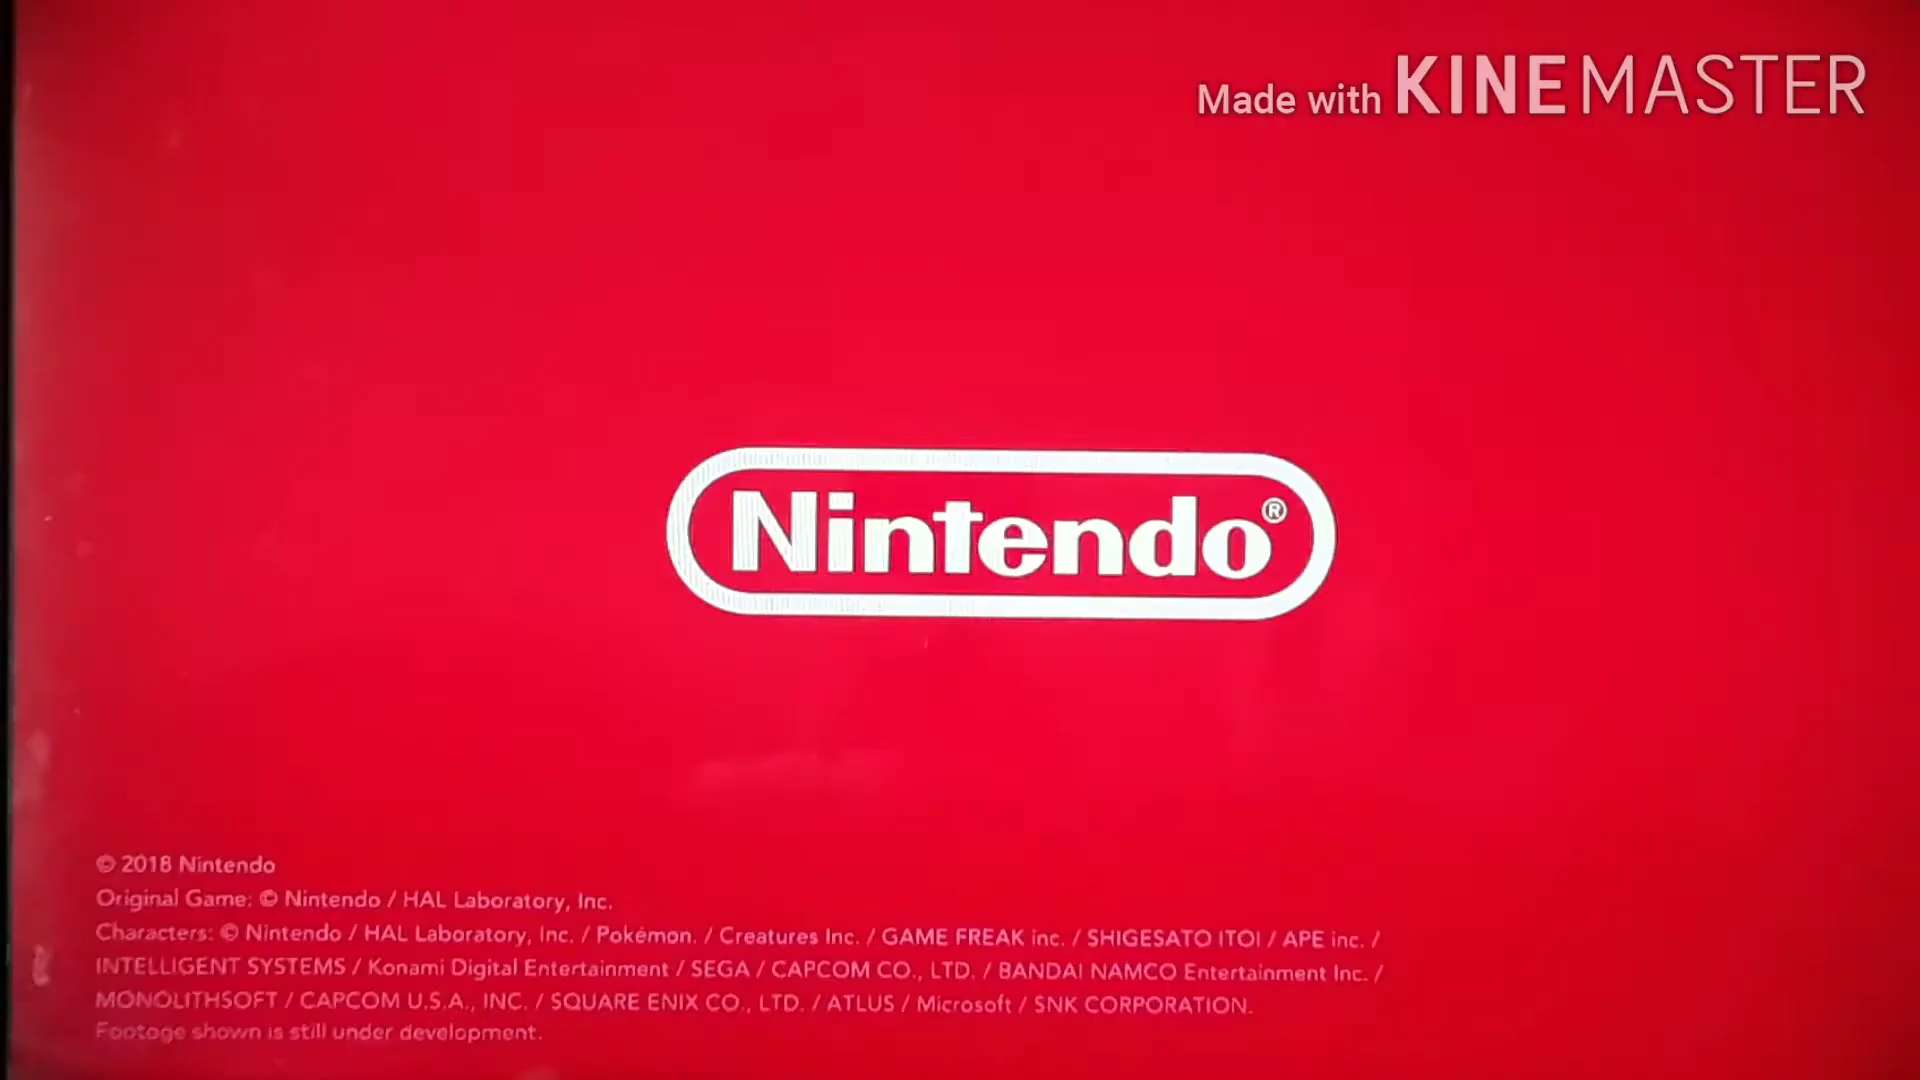 Made with KINEMASTER
Nintendo®
© 2018 Nintendo
Original Game: © Nintendo / HAL Laboratory, Inc.
Characters: © Nintendo / HAL Laboratory, Inc. / Pokémon. / Creatures Inc. / GAME FREAK inc. / SHIGESATO ITOI / APE inc. /
INTELLIGENT SYSTEMS / Konami Digital Entertainment / SEGA / CAPCOM CO., LTD. / BANDAI NAMCO Entertainment Inc. /
MONOLITHSOFT / CAPCOM U.S.A., INC. / SQUARE ENIX CO., LTD. / ATLUS / Microsoft / SNK CORPORATION.
Footage shown is still under development.